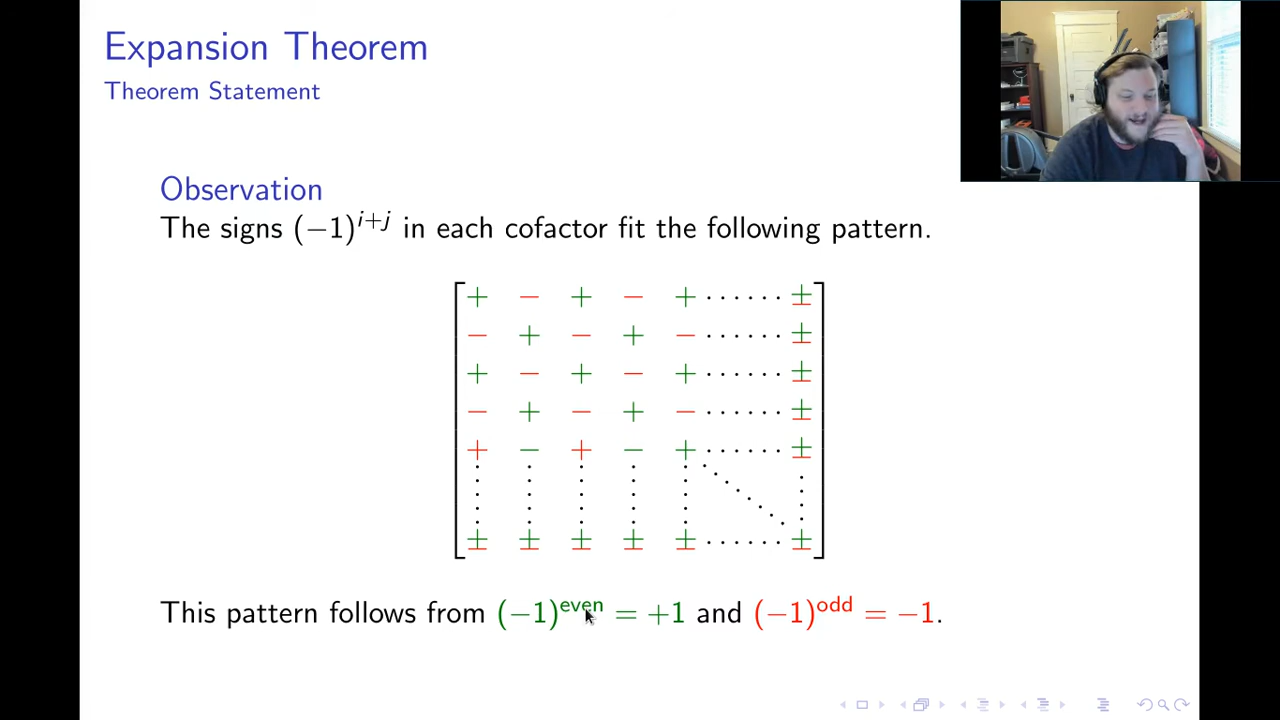 Expansion Theorem
Theorem Statement
Observation
The signs (−1)^{i+j} in each cofactor fit the following pattern.
+ − + − + ······ ±
− + − + − ······ ±
+ − + − + ······ ±
− + − + − ······ ±
+ − + − + ······ ±
± ± ± ± ± ······ ±
This pattern follows from (−1)^{even} = +1 and (−1)^{odd} = −1.